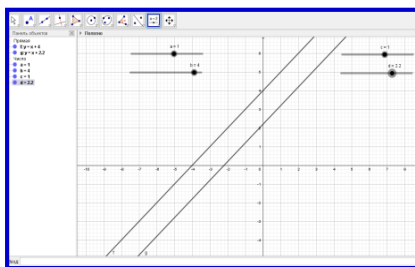 Панель объектов
Полотно
Прямая
f: y = x + 4
g: y = x + 2.2
Число
a = 1
b = 4
c = 1
d = 2.2
a = 1
b = 4
c = 1
d = 2.2
f
g
Ввод: